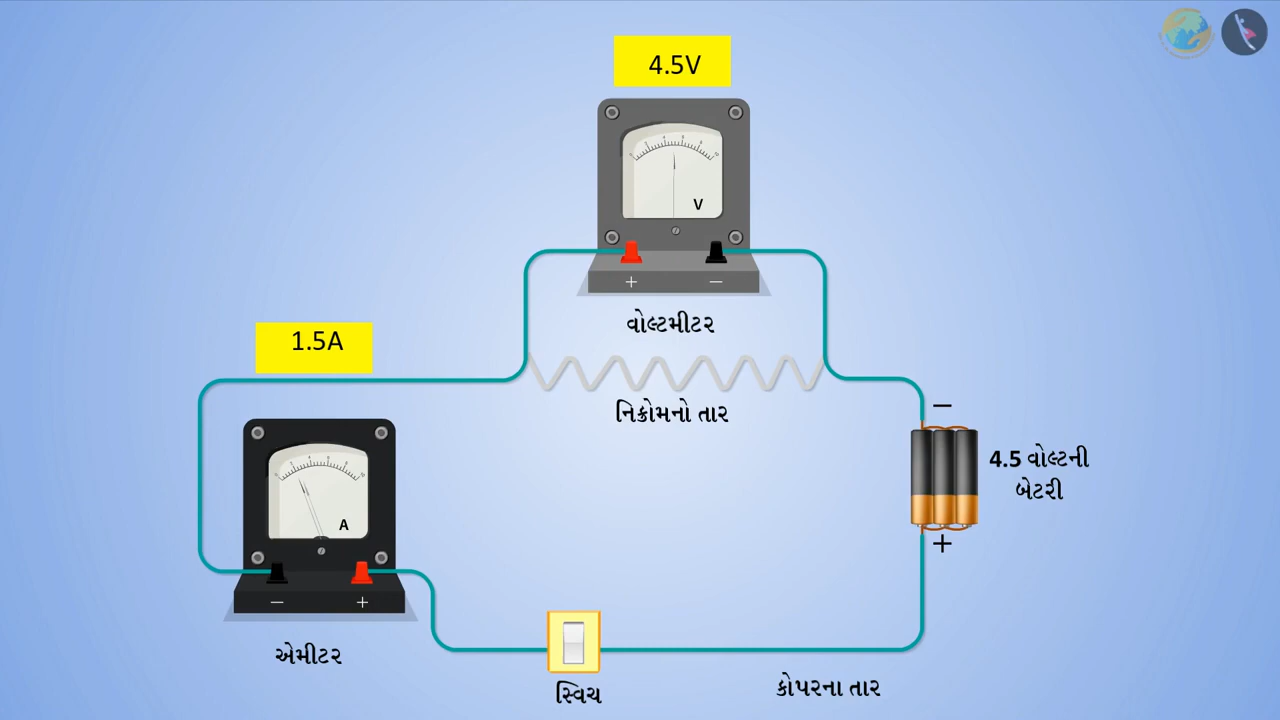 4.5V
V
+ −
વોલ્ટમીટર
1.5A
નિક્રોમનો તાર
−
4.5 વોલ્ટની
બેટરી
+
A
− +
એમીટર
સ્વિચ
કોપરના તાર